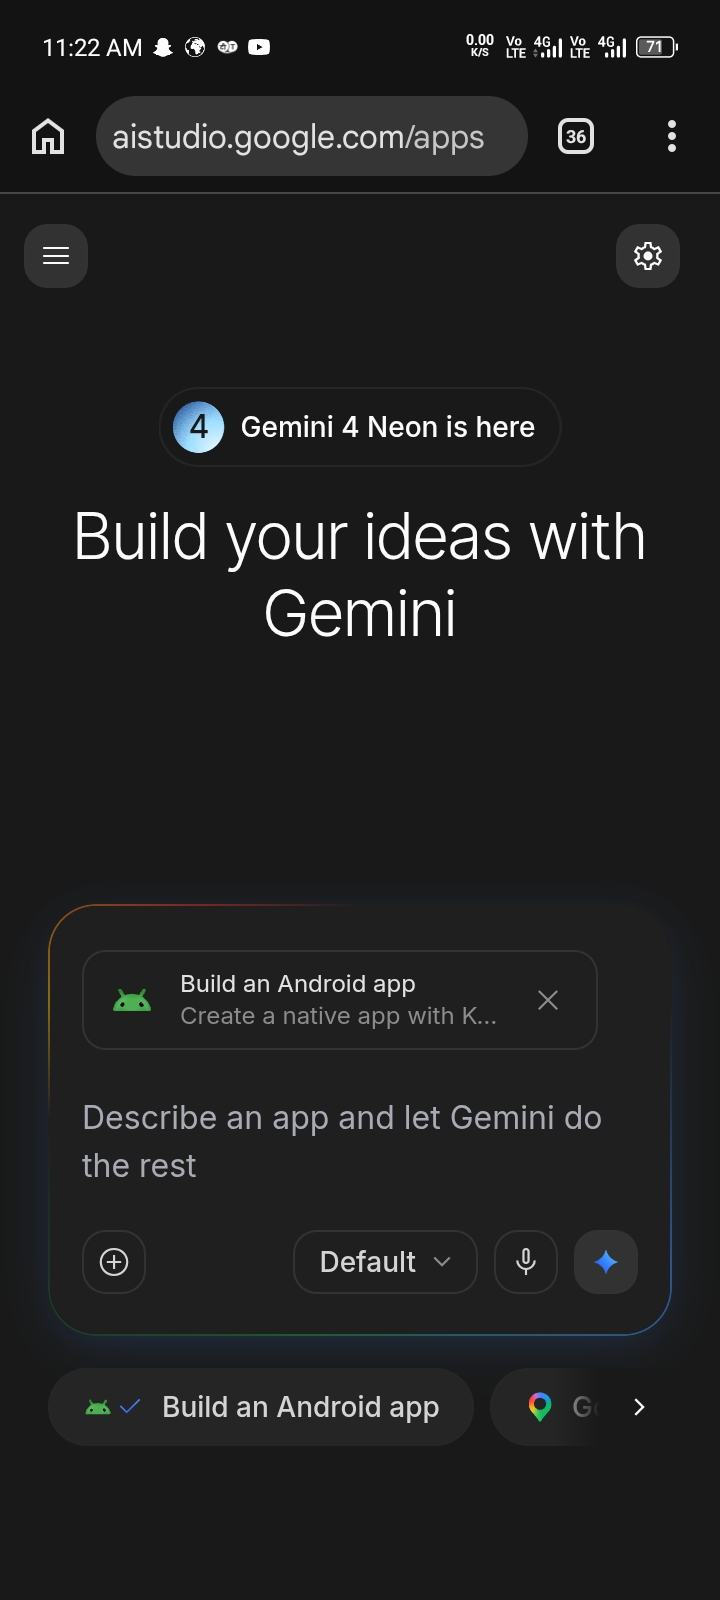 11:22 AM
0.00 K/S Vo LTE 4G Vo LTE 4G 71
aistudio.google.com/apps
36
4 Gemini 4 Neon is here
Build your ideas with
Gemini
Build an Android app
Create a native app with K...
Describe an app and let Gemini do
the rest
Default
Build an Android app